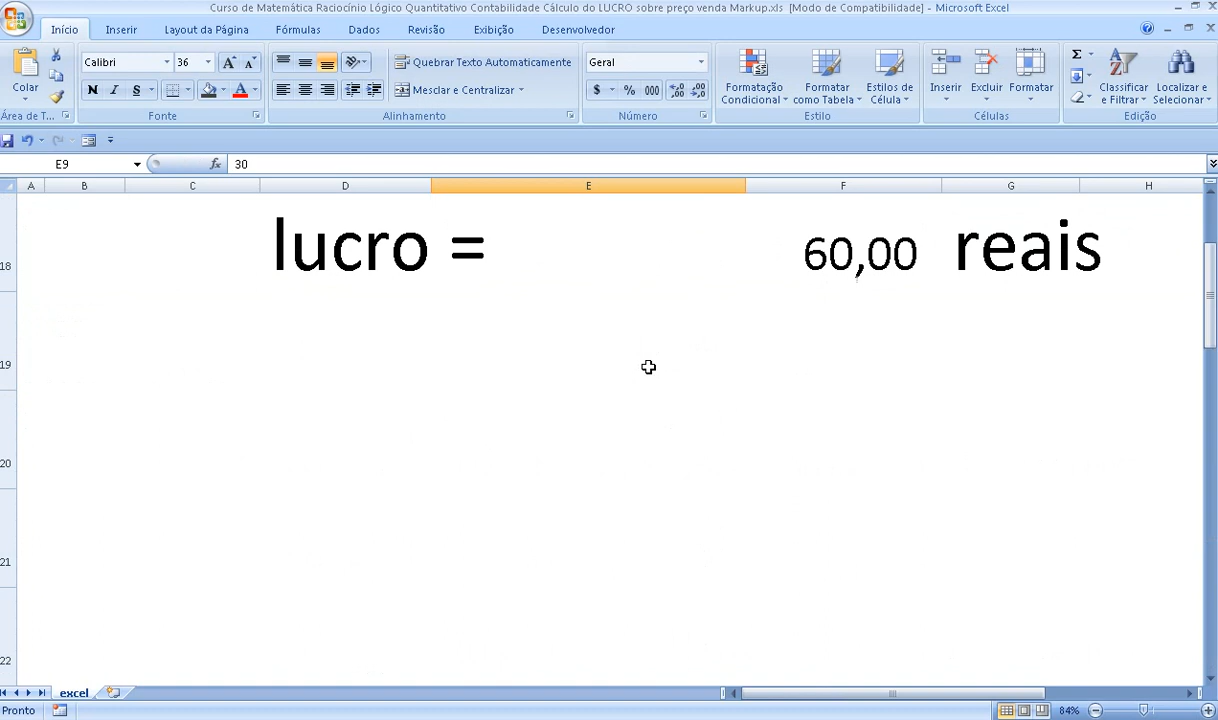 Curso de Matemática Raciocínio Lógico Quantitativo Contabilidade Cálculo do LUCRO sobre preço venda Markup.xls [Modo de Compatibilidade] - Microsoft Excel
Início Inserir Layout da Página Fórmulas Dados Revisão Exibição Desenvolvedor
Calibri 36 A A Quebrar Texto Automaticamente Geral Σ
Colar N I S A Mesclar e Centralizar $ % 000 Formatação Condicional Formatar como Tabela Estilos de Célula Inserir Excluir Formatar Classificar e Filtrar Localizar e Selecionar
Área de T... Fonte Alinhamento Número Estilo Células Edição
E9 fx 30
A B C D E F G H
18 lucro = 60,00 reais
19
20
21
22
excel
Pronto 84%